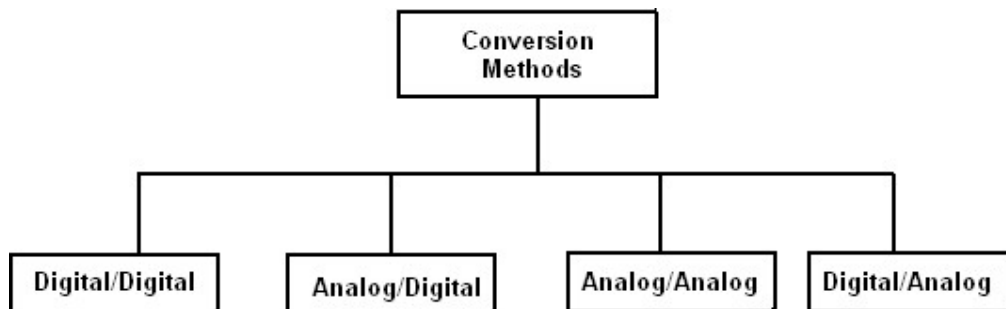 Conversion
Methods
Digital/Digital
Analog/Digital
Analog/Analog
Digital/Analog